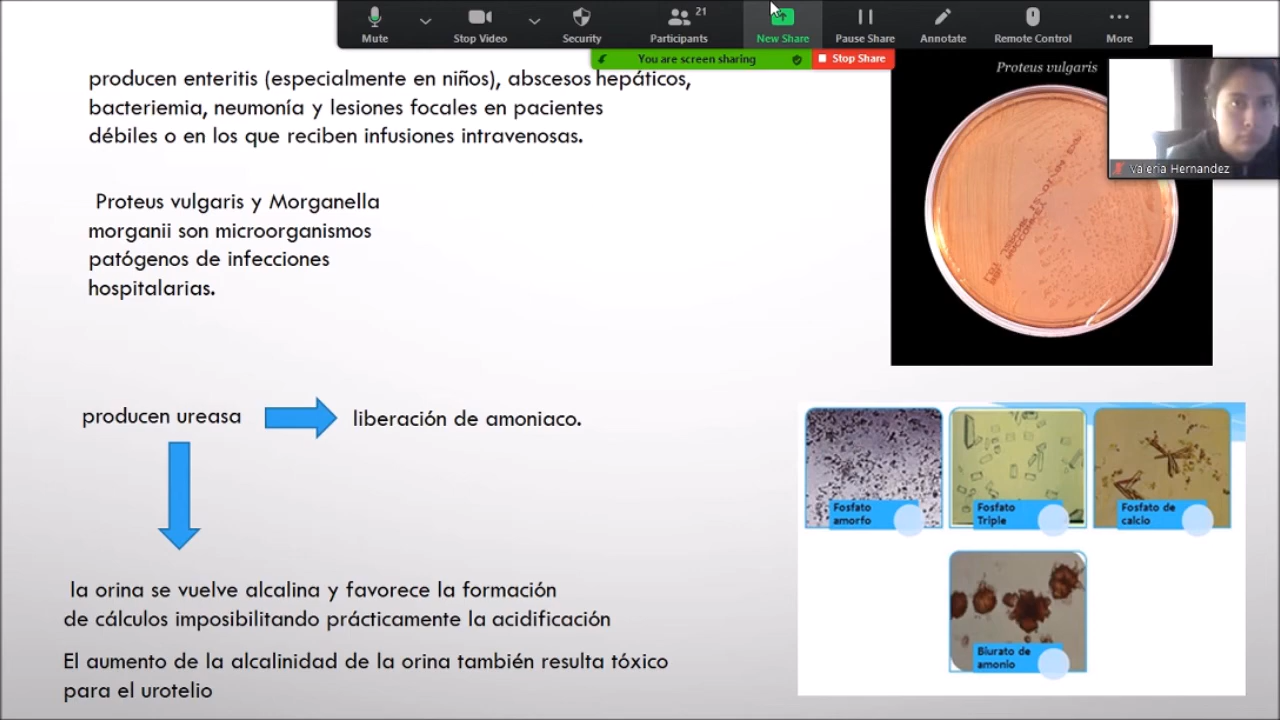 21
Mute
Stop Video
Security
Participants
New Share
Pause Share
Annotate
Remote Control
More
You are screen sharing
Stop Share
producen enteritis (especialmente en niños), abscesos hepáticos,
bacteriemia, neumonía y lesiones focales en pacientes
débiles o en los que reciben infusiones intravenosas.
Proteus vulgaris
Valeria Hernandez
Proteus vulgaris y Morganella
morganii son microorganismos
patógenos de infecciones
hospitalarias.
producen ureasa
liberación de amoniaco.
Fosfato
amorfo
Fosfato
Triple
Fosfato de
calcio
la orina se vuelve alcalina y favorece la formación
de cálculos imposibilitando prácticamente la acidificación
El aumento de la alcalinidad de la orina también resulta tóxico
para el urotelio
Biurato de
amonio